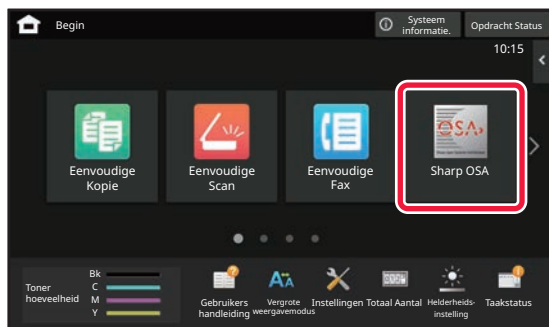 Begin
Systeem
informatie.
Opdracht Status
10:15
OSA
Eenvoudige
Kopie
Eenvoudige
Scan
Eenvoudige
Fax
Sharp OSA
Toner
hoeveelheid
Bk
C
M
Y
Gebruikers
handleiding
Vergrote
weergavemodus
Instellingen
Totaal Aantal
Helderheids-
instelling
Taakstatus